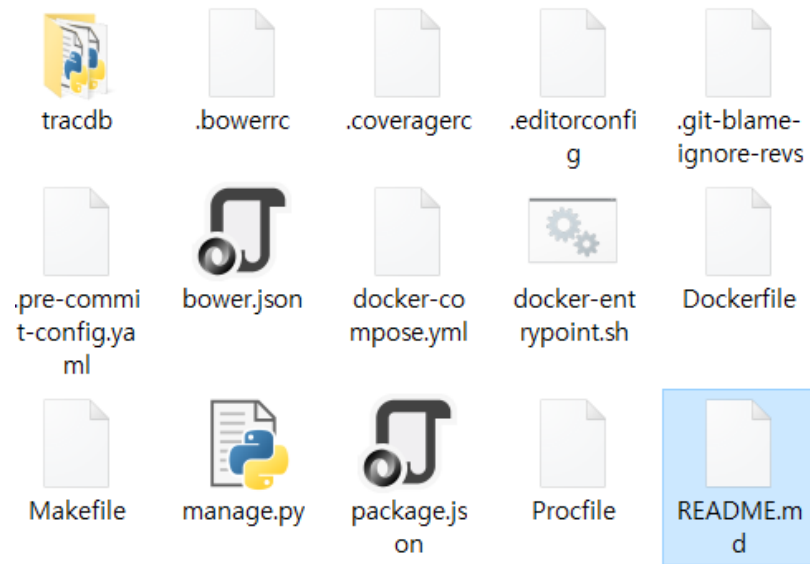 tracdb
.bowerrc
.coveragerc
.editorconfi
g
.git-blame-
ignore-revs
.pre-commi
t-config.ya
ml
bower.json
docker-co
mpose.yml
docker-ent
rypoint.sh
Dockerfile
Makefile
manage.py
package.js
on
Procfile
README.m
d